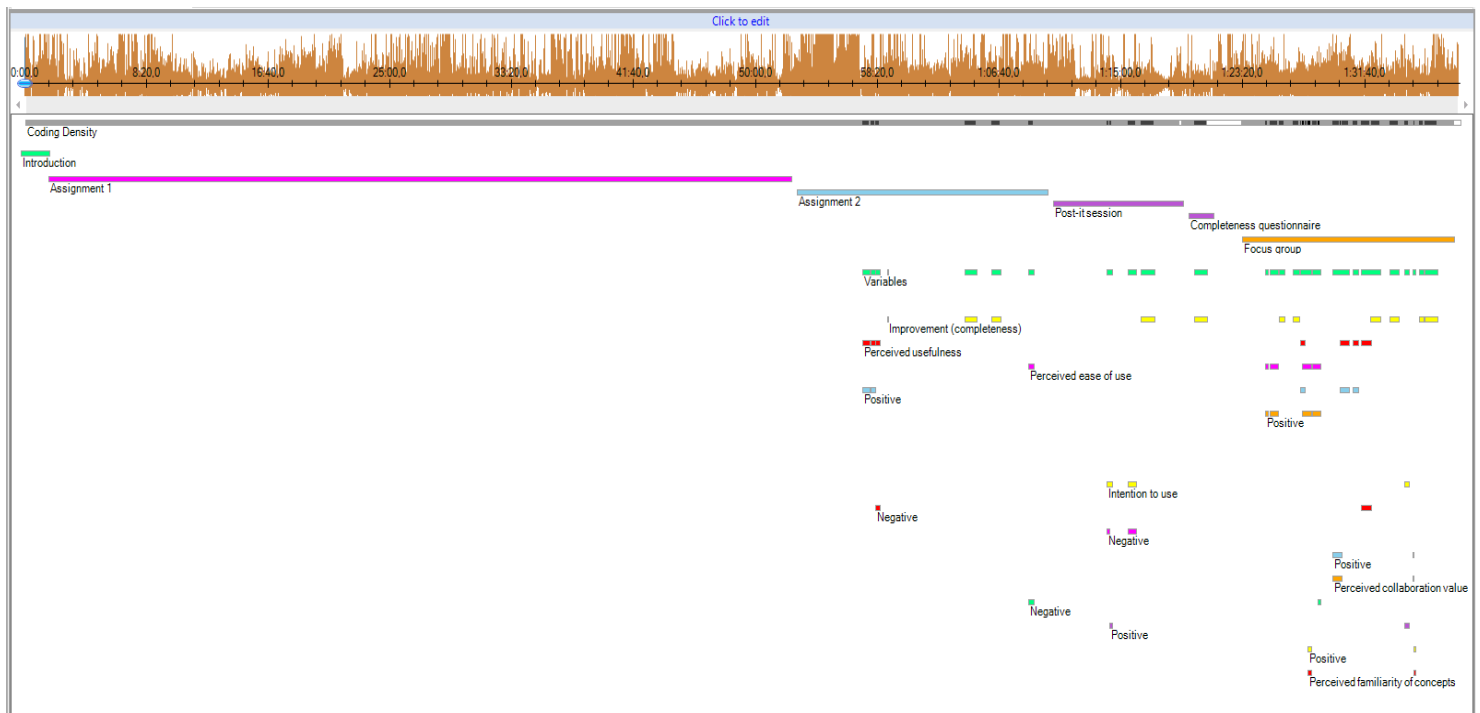 Click to edit
0:00,0 8:20,0 16:40,0 25:00,0 33:20,0 41:40,0 50:00,0 58:20,0 1:06:40,0 1:15:00,0 1:23:20,0 1:31:40,0
Coding Density
Introduction
Assignment 1
Assignment 2
Post-it session
Completeness questionnaire
Focus group
Variables
Improvement (completeness)
Perceived usefulness
Perceived ease of use
Positive
Positive
Intention to use
Negative
Negative
Positive
Perceived collaboration value
Negative
Positive
Positive
Perceived familiarity of concepts